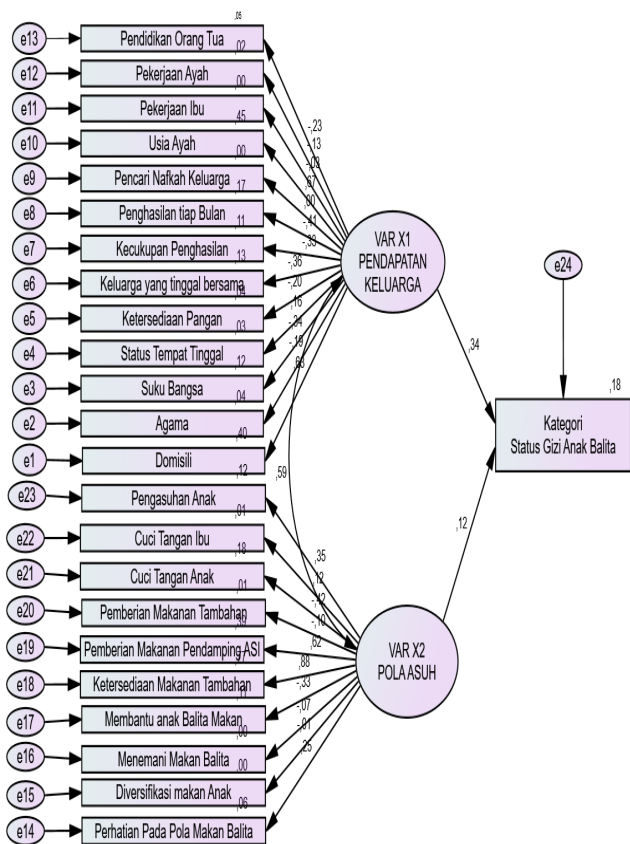 ,05
e13
Pendidikan Orang Tua
,02
e12
Pekerjaan Ayah
,00
e11
Pekerjaan Ibu
,45
e10
Usia Ayah
,00
e9
Pencari Nafkah Keluarga
,17
e8
Penghasilan tiap Bulan
,11
e7
Kecukupan Penghasilan
,13
e6
Keluarga yang tinggal bersama
e5
Ketersediaan Pangan
,03
e4
Status Tempat Tinggal
,12
e3
Suku Bangsa
,04
e2
Agama
,40
e1
Domisili
,12
e23
Pengasuhan Anak
,01
e22
Cuci Tangan Ibu
,18
e21
Cuci Tangan Anak
,01
e20
Pemberian Makanan Tambahan
e19
Pemberian Makanan Pendamping ASI
e18
Ketersediaan Makanan Tambahan
,11
e17
Membantu anak Balita Makan
,00
e16
Menemani Makan Balita
,00
e15
Diversifikasi makan Anak
,06
e14
Perhatian Pada Pola Makan Balita
-,23
-,13
-,03
,67
-,41
-,33
-,36
-,20
,16
-,34
-,19
,59
VAR X1
PENDAPATAN
KELUARGA
,34
e24
,18
Kategori
Status Gizi Anak Balita
,12
,35
,12
-,42
-,10
,62
,88
-,33
-,07
-,01
,25
VAR X2
POLA ASUH